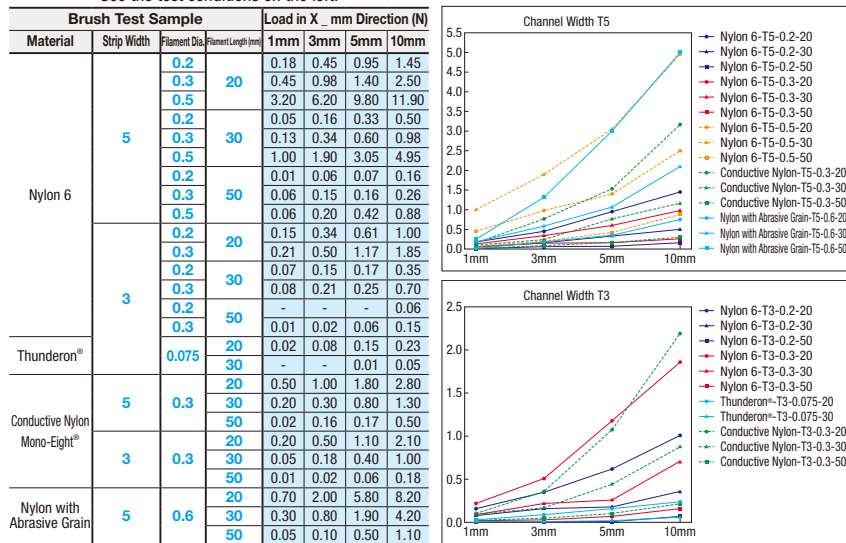 See the test conditions on the left.
Brush Test Sample Load in X _ mm Direction (N)
Material Strip Width Filament Dia. Filament Length (mm) 1mm 3mm 5mm 10mm
Nylon 6 5 0.2 20 0.18 0.45 0.95 1.45
0.3 0.45 0.98 1.40 2.50
0.5 3.20 6.20 9.80 11.90
0.2 30 0.05 0.16 0.33 0.50
0.3 0.13 0.34 0.60 0.98
0.5 1.00 1.90 3.05 4.95
0.2 50 0.01 0.06 0.07 0.16
0.3 0.06 0.15 0.16 0.26
0.5 0.06 0.20 0.42 0.88
3 0.2 20 0.15 0.34 0.61 1.00
0.3 0.21 0.50 1.17 1.85
0.2 30 0.07 0.15 0.17 0.35
0.3 0.08 0.21 0.25 0.70
0.2 50 - - - 0.06
0.3 0.01 0.02 0.06 0.15
Thunderon® 0.075 20 0.02 0.08 0.15 0.23
30 - - 0.01 0.05
Conductive Nylon Mono-Eight® 5 0.3 20 0.50 1.00 1.80 2.80
30 0.20 0.30 0.80 1.30
50 0.02 0.16 0.17 0.50
3 0.3 20 0.20 0.50 1.10 2.10
30 0.05 0.18 0.40 1.00
50 0.01 0.02 0.06 0.18
Nylon with Abrasive Grain 5 0.6 20 0.70 2.00 5.80 8.20
30 0.30 0.80 1.90 4.20
50 0.05 0.10 0.50 1.10
Channel Width T5
5.5
5.0
4.5
4.0
3.5
3.0
2.5
2.0
1.5
1.0
0.5
0.0
1mm 3mm 5mm 10mm
Nylon 6-T5-0.2-20
Nylon 6-T5-0.2-30
Nylon 6-T5-0.2-50
Nylon 6-T5-0.3-20
Nylon 6-T5-0.3-30
Nylon 6-T5-0.3-50
Nylon 6-T5-0.5-20
Nylon 6-T5-0.5-30
Nylon 6-T5-0.5-50
Conductive Nylon-T5-0.3-20
Conductive Nylon-T5-0.3-30
Conductive Nylon-T5-0.3-50
Nylon with Abrasive Grain-T5-0.6-20
Nylon with Abrasive Grain-T5-0.6-30
Nylon with Abrasive Grain-T5-0.6-50
Channel Width T3
2.5
2.0
1.5
1.0
0.5
0.0
1mm 3mm 5mm 10mm
Nylon 6-T3-0.2-20
Nylon 6-T3-0.2-30
Nylon 6-T3-0.2-50
Nylon 6-T3-0.3-20
Nylon 6-T3-0.3-30
Nylon 6-T3-0.3-50
Thunderon®-T3-0.075-20
Thunderon®-T3-0.075-30
Conductive Nylon-T3-0.3-20
Conductive Nylon-T3-0.3-30
Conductive Nylon-T3-0.3-50